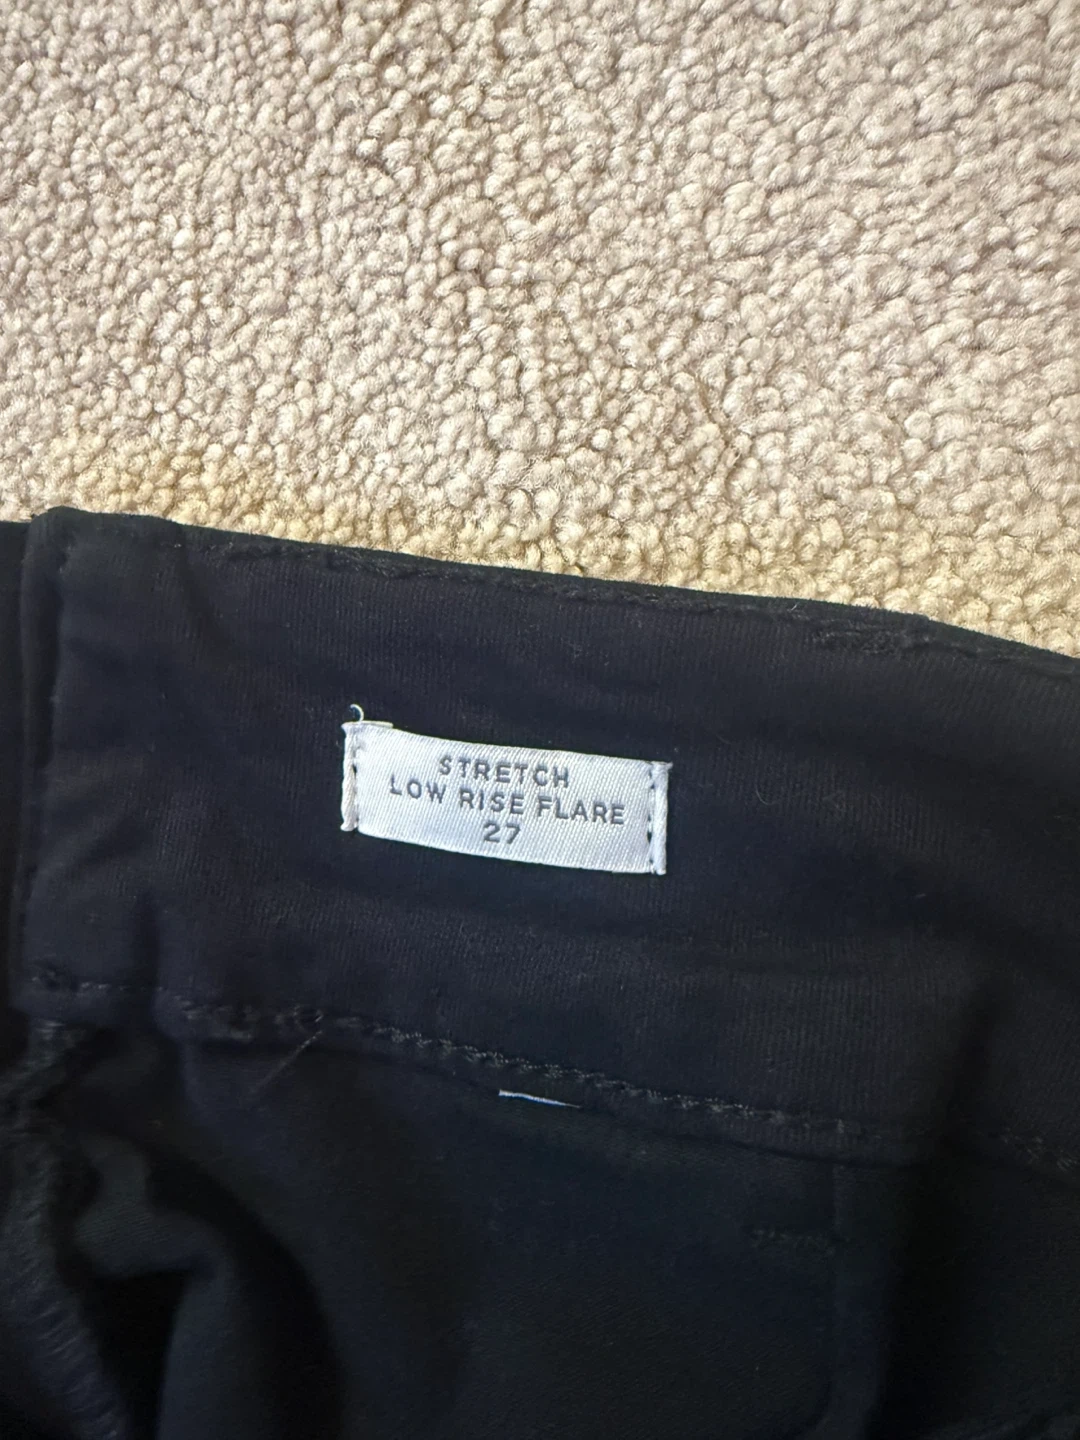 STRETCH
LOW RISE FLARE
27